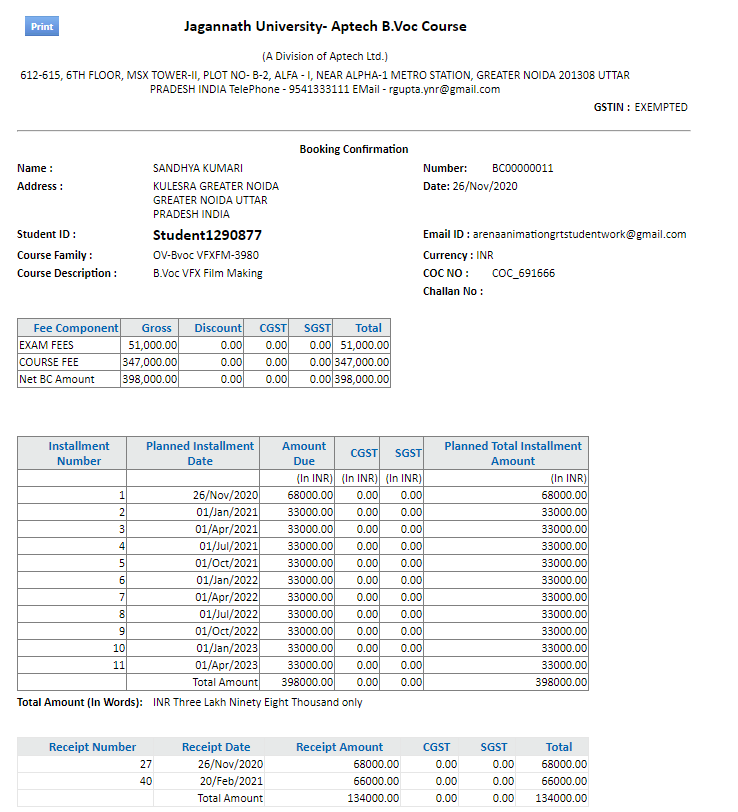 Print
Jagannath University- Aptech B.Voc Course
(A Division of Aptech Ltd.)
612-615, 6TH FLOOR, MSX TOWER-II, PLOT NO- B-2, ALFA - I, NEAR ALPHA-1 METRO STATION, GREATER NOIDA 201308 UTTAR
PRADESH INDIA TelePhone - 9541333111 EMail - rgupta.ynr@gmail.com
GSTIN : EXEMPTED
Booking Confirmation
Name : SANDHYA KUMARI Number: BC00000011
Address : KULESRA GREATER NOIDA Date: 26/Nov/2020
GREATER NOIDA UTTAR
PRADESH INDIA
Student ID : Student1290877 Email ID : arenaanimationgrtstudentwork@gmail.com
Course Family : OV-Bvoc VFXFM-3980 Currency : INR
Course Description : B.Voc VFX Film Making COC NO : COC_691666
Challan No :
Fee Component Gross Discount CGST SGST Total
EXAM FEES 51,000.00 0.00 0.00 0.00 51,000.00
COURSE FEE 347,000.00 0.00 0.00 0.00 347,000.00
Net BC Amount 398,000.00 0.00 0.00 0.00 398,000.00
Installment Planned Installment Amount CGST SGST Planned Total Installment
Number Date Due Amount
(In INR) (In INR) (In INR) (In INR)
1 26/Nov/2020 68000.00 0.00 0.00 68000.00
2 01/Jan/2021 33000.00 0.00 0.00 33000.00
3 01/Apr/2021 33000.00 0.00 0.00 33000.00
4 01/Jul/2021 33000.00 0.00 0.00 33000.00
5 01/Oct/2021 33000.00 0.00 0.00 33000.00
6 01/Jan/2022 33000.00 0.00 0.00 33000.00
7 01/Apr/2022 33000.00 0.00 0.00 33000.00
8 01/Jul/2022 33000.00 0.00 0.00 33000.00
9 01/Oct/2022 33000.00 0.00 0.00 33000.00
10 01/Jan/2023 33000.00 0.00 0.00 33000.00
11 01/Apr/2023 33000.00 0.00 0.00 33000.00
Total Amount 398000.00 0.00 0.00 398000.00
Total Amount (In Words): INR Three Lakh Ninety Eight Thousand only
Receipt Number Receipt Date Receipt Amount CGST SGST Total
27 26/Nov/2020 68000.00 0.00 0.00 68000.00
40 20/Feb/2021 66000.00 0.00 0.00 66000.00
Total Amount 134000.00 0.00 0.00 134000.00